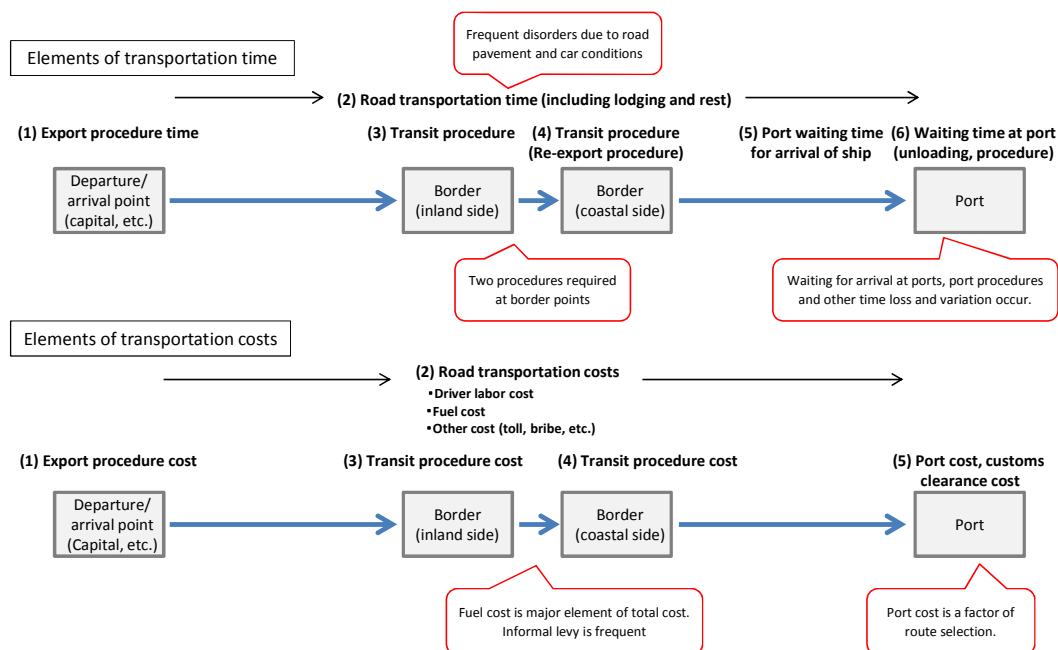 Frequent disorders due to road
pavement and car conditions
Elements of transportation time
(2) Road transportation time (including lodging and rest)
(1) Export procedure time
(3) Transit procedure
(4) Transit procedure
(Re-export procedure)
(5) Port waiting time
for arrival of ship
(6) Waiting time at port
(unloading, procedure)
Departure/
arrival point
(capital, etc.)
Border
(inland side)
Border
(coastal side)
Port
Two procedures required
at border points
Waiting for arrival at ports, port procedures
and other time loss and variation occur.
Elements of transportation costs
(2) Road transportation costs
▪Driver labor cost
▪Fuel cost
▪Other cost (toll, bribe, etc.)
(1) Export procedure cost
(3) Transit procedure cost
(4) Transit procedure cost
(5) Port cost, customs
clearance cost
Departure/
arrival point
(Capital, etc.)
Border
(inland side)
Border
(coastal side)
Port
Fuel cost is major element of total cost.
Informal levy is frequent
Port cost is a factor of
route selection.